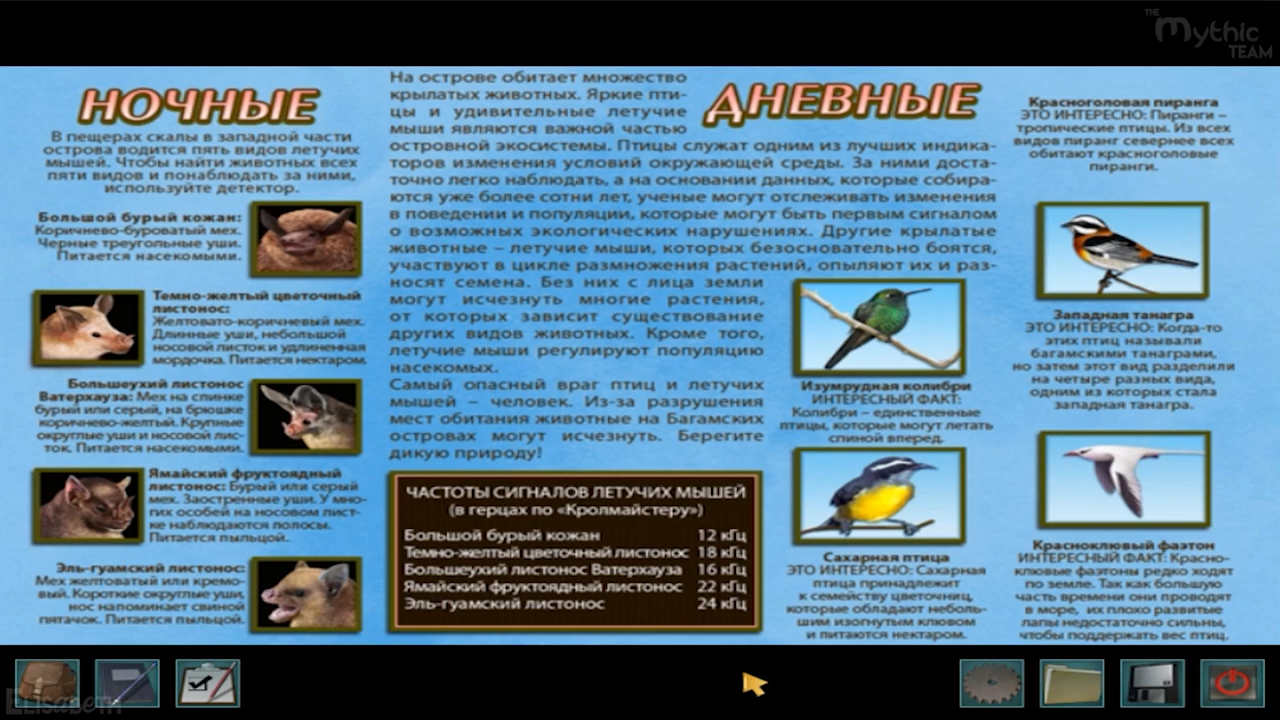 THE
Mythic
TEAM
НОЧНЫЕ
В пещерах скалы в западной части
острова водится пять видов летучих
мышей. Чтобы найти животных всех
пяти видов и понаблюдать за ними,
используйте детектор.
Большой бурый кожан:
Коричнево-буроватый мех.
Черные треугольные уши.
Питается насекомыми.
Темно-желтый цветочный
листонос:
Желтовато-коричневый мех.
Длинные уши, небольшой
носовой листок и удлиненная
мордочка. Питается нектаром.
Большеухий листонос
Ватерхауза: Мех на спинке
бурый или серый, на брюшке
коричнево-желтый. Крупные
округлые уши и носовой лис-
ток. Питается насекомыми.
Ямайский фруктоядный
листонос: Бурый или серый
мех. Заостренные уши. У мно-
гих особей на носовом лист-
ке наблюдаются полосы.
Питается пыльцой.
Эль-гуамский листонос:
Мех желтоватый или кремо-
вый. Короткие округлые уши,
нос напоминает свиной
пятачок. Питается пыльцой.
На острове обитает множество
крылатых животных. Яркие пти-
цы и удивительные летучие
мыши являются важной частью
островной экосистемы. Птицы служат одним из лучших индика-
торов изменения условий окружающей среды. За ними доста-
точно легко наблюдать, а на основании данных, которые собира-
ются уже более сотни лет, ученые могут отслеживать изменения
в поведении и популяции, которые могут быть первым сигналом
о возможных экологических нарушениях. Другие крылатые
животные – летучие мыши, которых безосновательно боятся,
участвуют в цикле размножения растений, опыляют их и раз-
носят семена. Без них с лица земли
могут исчезнуть многие растения,
от которых зависит существование
других видов животных. Кроме того,
летучие мыши регулируют популяцию
насекомых.
Самый опасный враг птиц и летучих
мышей – человек. Из-за разрушения
мест обитания животные на Багамских
островах могут исчезнуть. Берегите
дикую природу!
ЧАСТОТЫ СИГНАЛОВ ЛЕТУЧИХ МЫШЕЙ
(в герцах по «Кролмайстеру»)
Большой бурый кожан 12 кГц
Темно-желтый цветочный листонос 18 кГц
Большеухий листонос Ватерхауза 16 кГц
Ямайский фруктоядный листонос 22 кГц
Эль-гуамский листонос 24 кГц
ДНЕВНЫЕ
Изумрудная колибри
ИНТЕРЕСНЫЙ ФАКТ:
Колибри – единственные
птицы, которые могут летать
спиной вперед.
Сахарная птица
ЭТО ИНТЕРЕСНО: Сахарная
птица принадлежит
к семейству цветочниц,
которые обладают неболь-
шим изогнутым клювом
и питаются нектаром.
Красноголовая пиранга
ЭТО ИНТЕРЕСНО: Пиранги –
тропические птицы. Из всех
видов пиранг севернее всех
обитают красноголовые
пиранги.
Западная танагра
ЭТО ИНТЕРЕСНО: Когда-то
этих птиц называли
багамскими танаграми,
но затем этот вид разделили
на четыре разных вида,
одним из которых стала
западная танагра.
Красноклювый фаэтон
ИНТЕРЕСНЫЙ ФАКТ: Красно-
клювые фаэтоны редко ходят
по земле. Так как большую
часть времени они проводят
в море, их плохо развитые
лапы недостаточно сильны,
чтобы поддержать вес птиц.
ELisabeTH